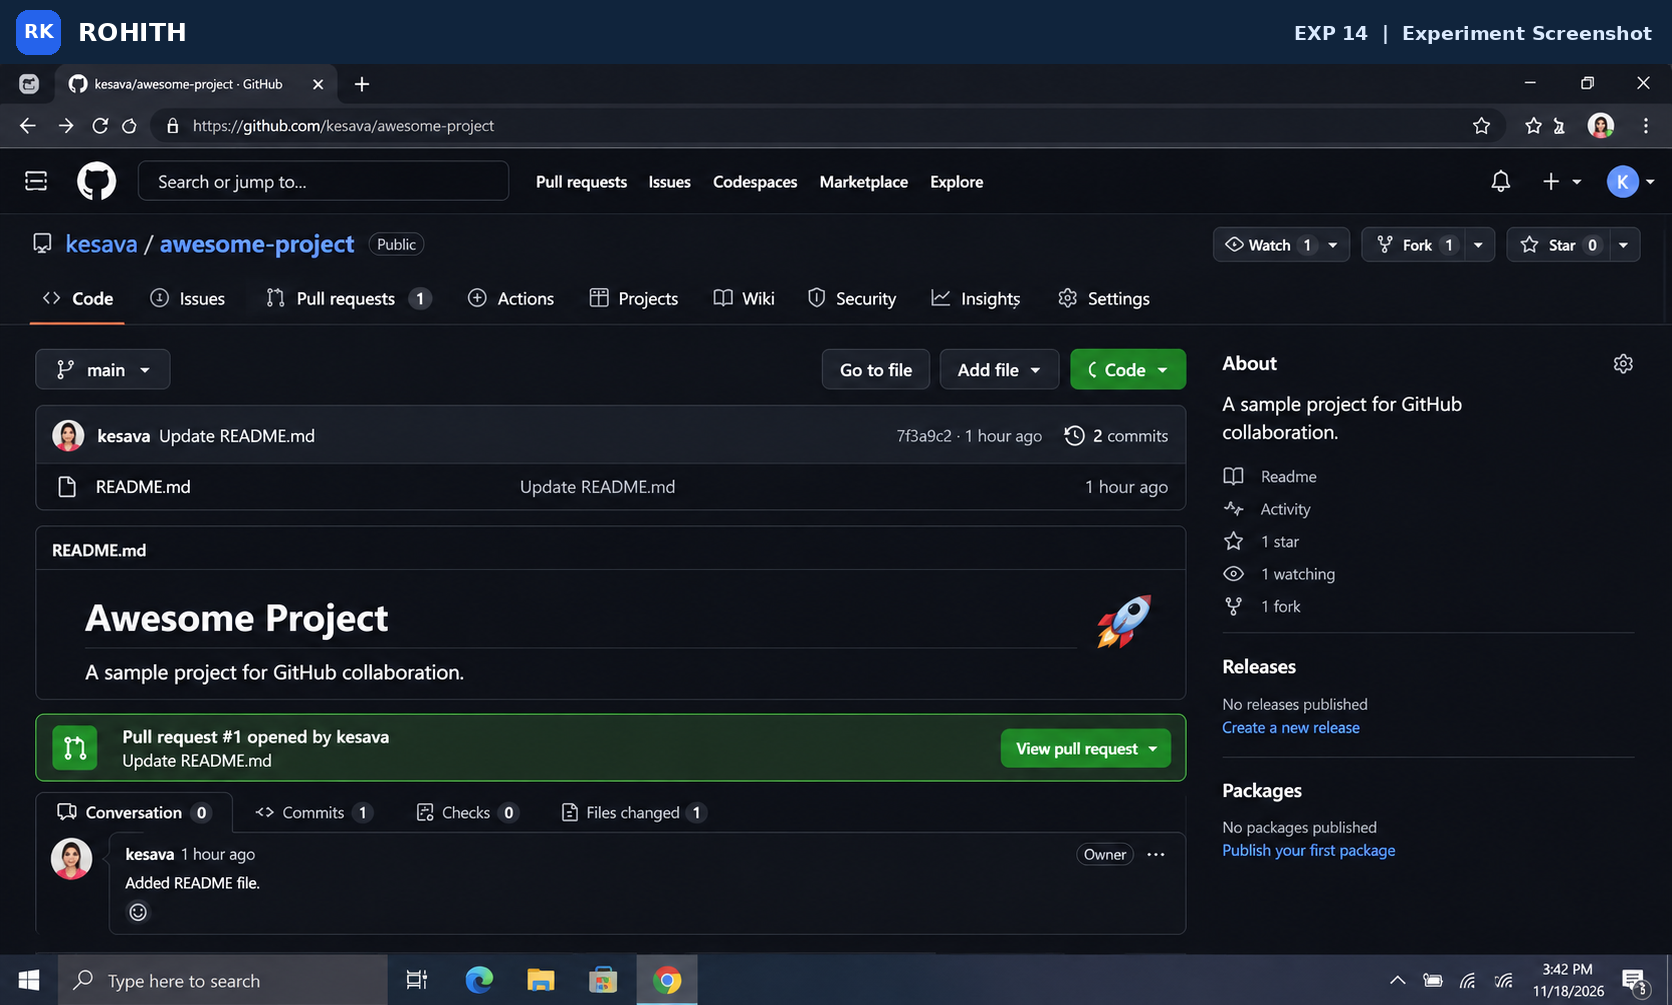 RK ROHITH
EXP 14 | Experiment Screenshot
kesava/awesome-project · GitHub
https://github.com/kesava/awesome-project
Search or jump to...
Pull requests Issues Codespaces Marketplace Explore
K
kesava / awesome-project Public
Watch 1 Fork 1 Star 0
Code Issues Pull requests 1 Actions Projects Wiki Security Insights Settings
main
Go to file Add file Code
kesava Update README.md 7f3a9c2 · 1 hour ago 2 commits
README.md Update README.md 1 hour ago
README.md
Awesome Project
A sample project for GitHub collaboration.
Pull request #1 opened by kesava
Update README.md
View pull request
Conversation 0 Commits 1 Checks 0 Files changed 1
kesava 1 hour ago Owner
Added README file.
About
A sample project for GitHub
collaboration.
Readme
Activity
1 star
1 watching
1 fork
Releases
No releases published
Create a new release
Packages
No packages published
Publish your first package
Type here to search
3:42 PM
11/18/2026